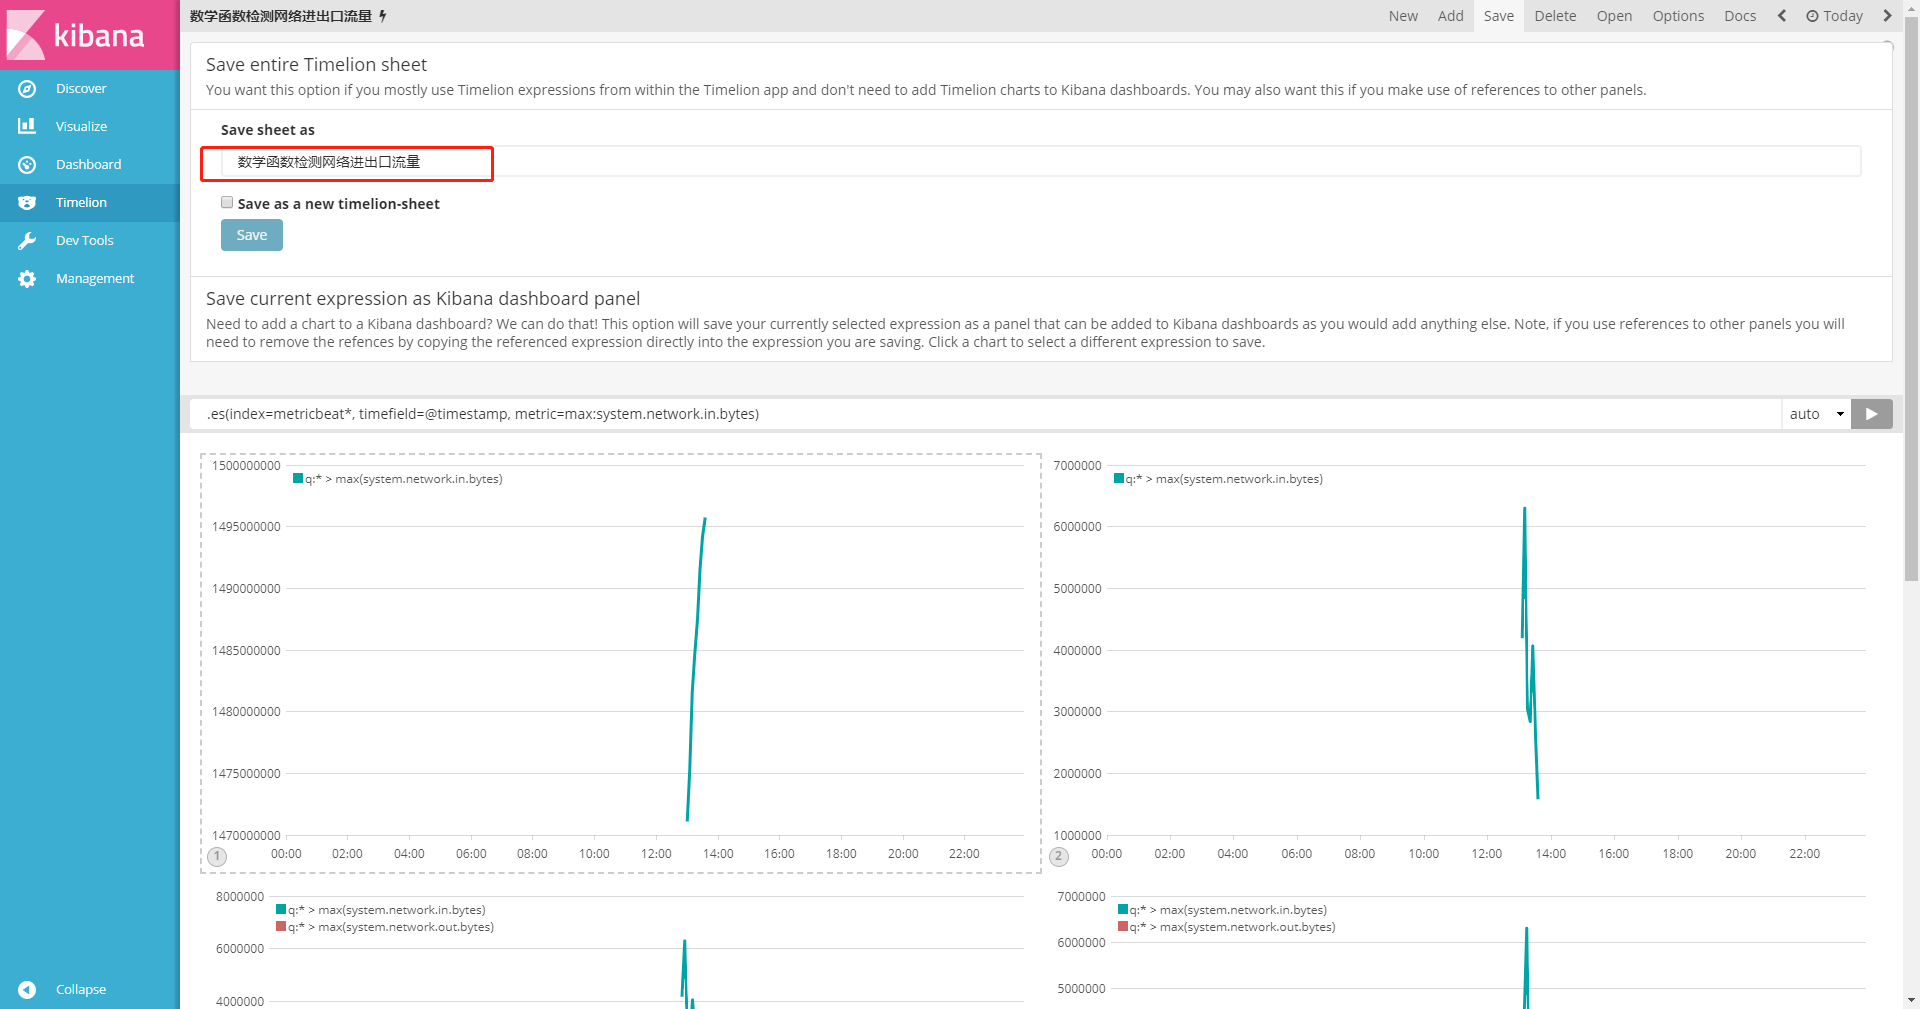 kibana
Discover
Visualize
Dashboard
Timelion
Dev Tools
Management
Collapse
数学函数检测网络进出口流量
New Add Save Delete Open Options Docs Today
Save entire Timelion sheet
You want this option if you mostly use Timelion expressions from within the Timelion app and don't need to add Timelion charts to Kibana dashboards. You may also want this if you make use of references to other panels.
Save sheet as
数学函数检测网络进出口流量
Save as a new timelion-sheet
Save
Save current expression as Kibana dashboard panel
Need to add a chart to a Kibana dashboard? We can do that! This option will save your currently selected expression as a panel that can be added to Kibana dashboards as you would add anything else. Note, if you use references to other panels you will
need to remove the refences by copying the referenced expression directly into the expression you are saving. Click a chart to select a different expression to save.
.es(index=metricbeat*, timefield=@timestamp, metric=max:system.network.in.bytes) auto
q:* > max(system.network.in.bytes)
1500000000
1495000000
1490000000
1485000000
1480000000
1475000000
1470000000
00:00 02:00 04:00 06:00 08:00 10:00 12:00 14:00 16:00 18:00 20:00 22:00
1
q:* > max(system.network.in.bytes)
7000000
6000000
5000000
4000000
3000000
2000000
1000000
00:00 02:00 04:00 06:00 08:00 10:00 12:00 14:00 16:00 18:00 20:00 22:00
2
q:* > max(system.network.in.bytes)
q:* > max(system.network.out.bytes)
8000000
6000000
4000000
q:* > max(system.network.in.bytes)
q:* > max(system.network.out.bytes)
7000000
6000000
5000000